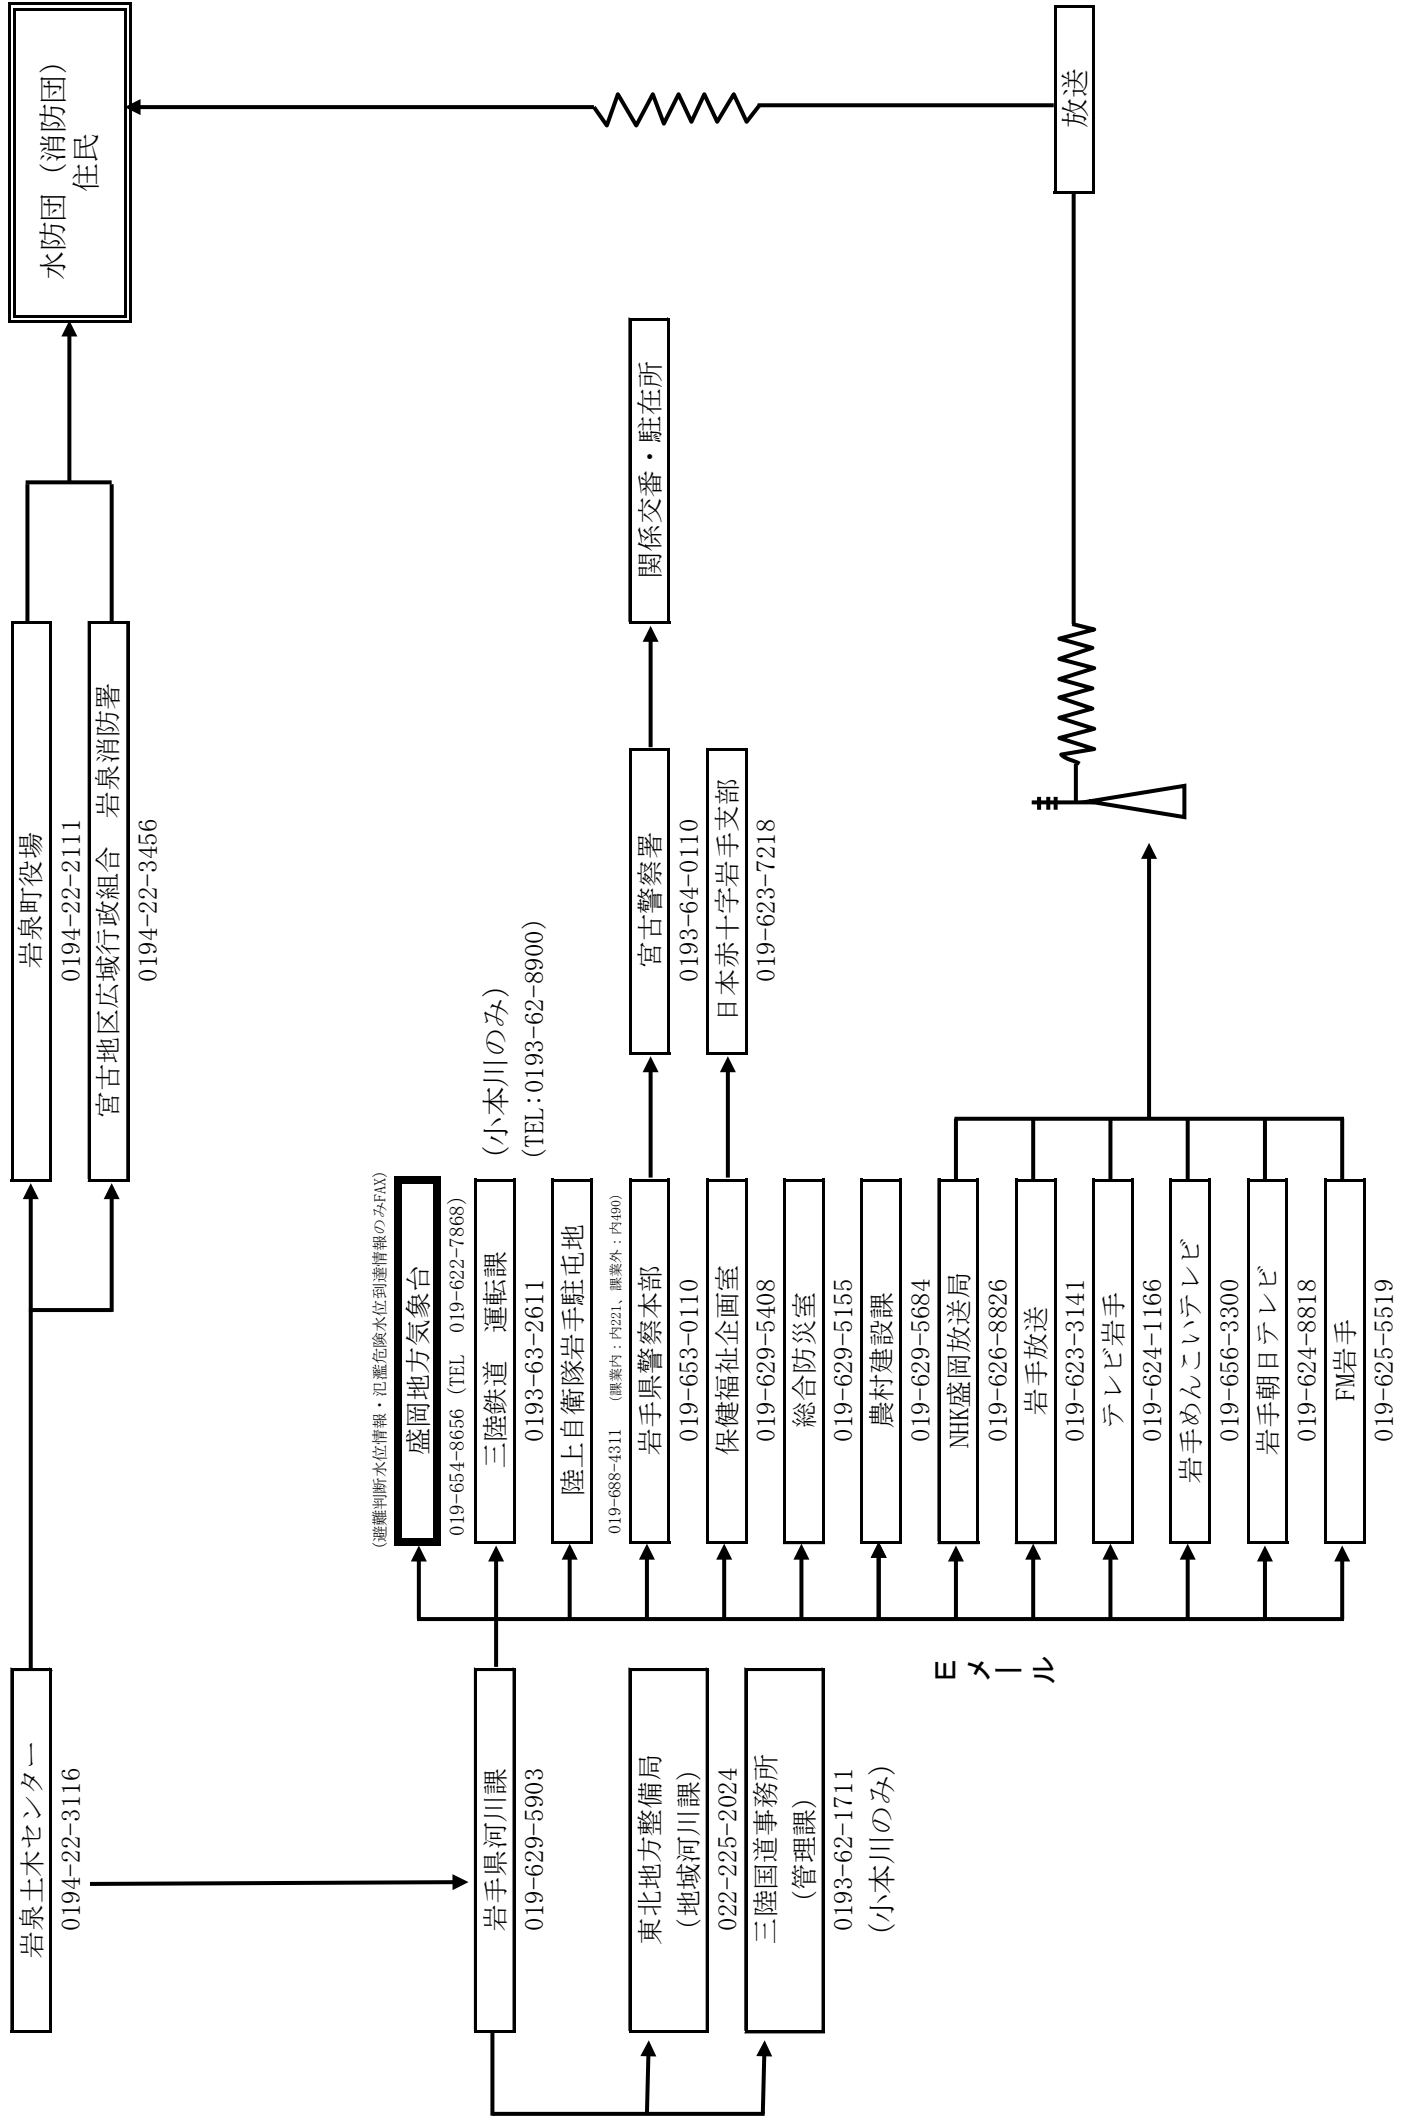 岩泉土木センター
0194-22-3116
岩泉町役場
0194-22-2111
宮古地区広域行政組合　岩泉消防署
0194-22-3456
水防団（消防団）
住民
(避難判断水位情報・氾濫危険水位到達情報のみFAX)
盛岡地方気象台
019-654-8656（TEL　019-622-7868）
岩手県河川課
019-629-5903
三陸鉄道　運転課
0193-63-2611
(小本川のみ)
(TEL:0193-62-8900)
陸上自衛隊岩手駐屯地
019-688-4311　（課業内：内221、課業外：内490）
東北地方整備局
（地域河川課）
022-225-2024
岩手県警察本部
019-653-0110
宮古警察署
0193-64-0110
関係交番・駐在所
保健福祉企画室
019-629-5408
日本赤十字岩手支部
019-623-7218
三陸国道事務所
（管理課）
0193-62-1711
(小本川のみ)
総合防災室
019-629-5155
農村建設課
019-629-5684
Eメール
NHK盛岡放送局
019-626-8826
岩手放送
019-623-3141
テレビ岩手
019-624-1166
岩手めんこいテレビ
019-656-3300
岩手朝日テレビ
019-624-8818
FM岩手
019-625-5519
放送